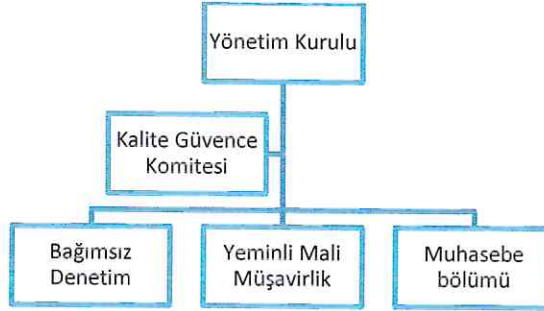 Yönetim Kurulu
Kalite Güvence
Komitesi
Bağımsız
Denetim
Yeminli Mali
Müşavirlik
Muhasebe
bölümü